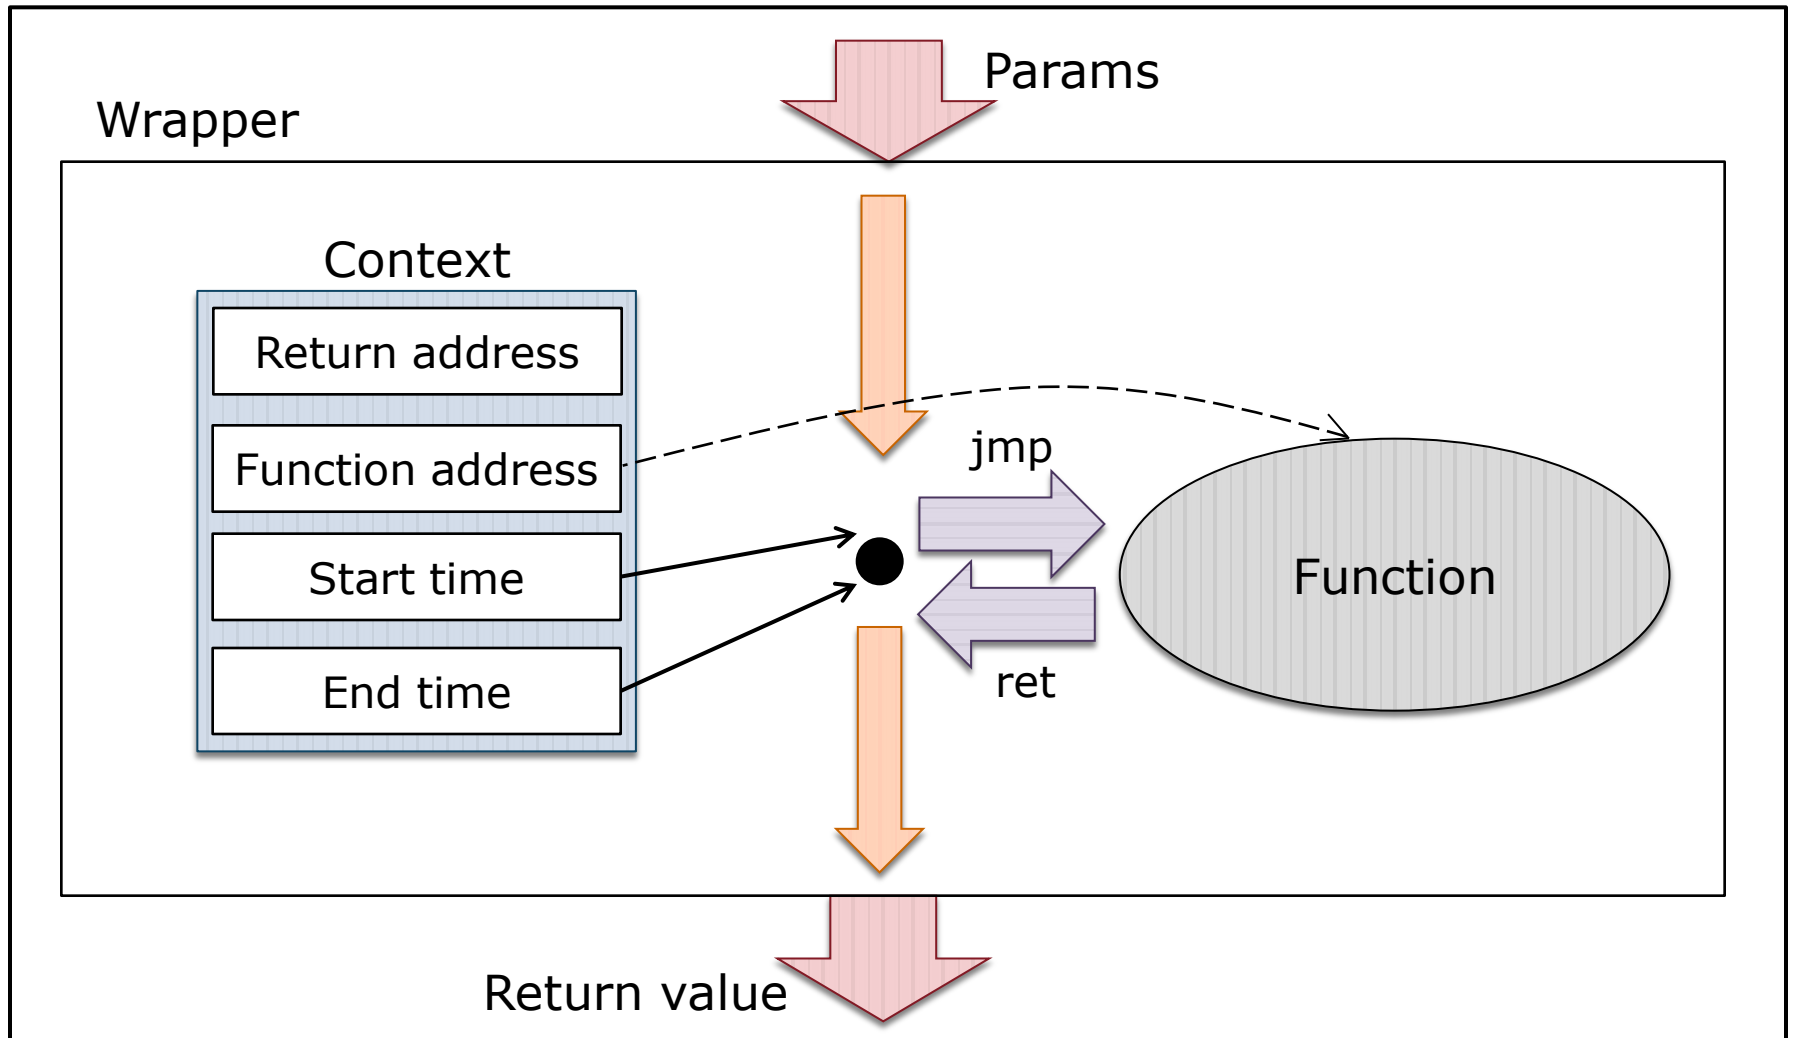 Params
Wrapper
Context
Return address
Function address
Start time
End time
jmp
ret
Function
Return value